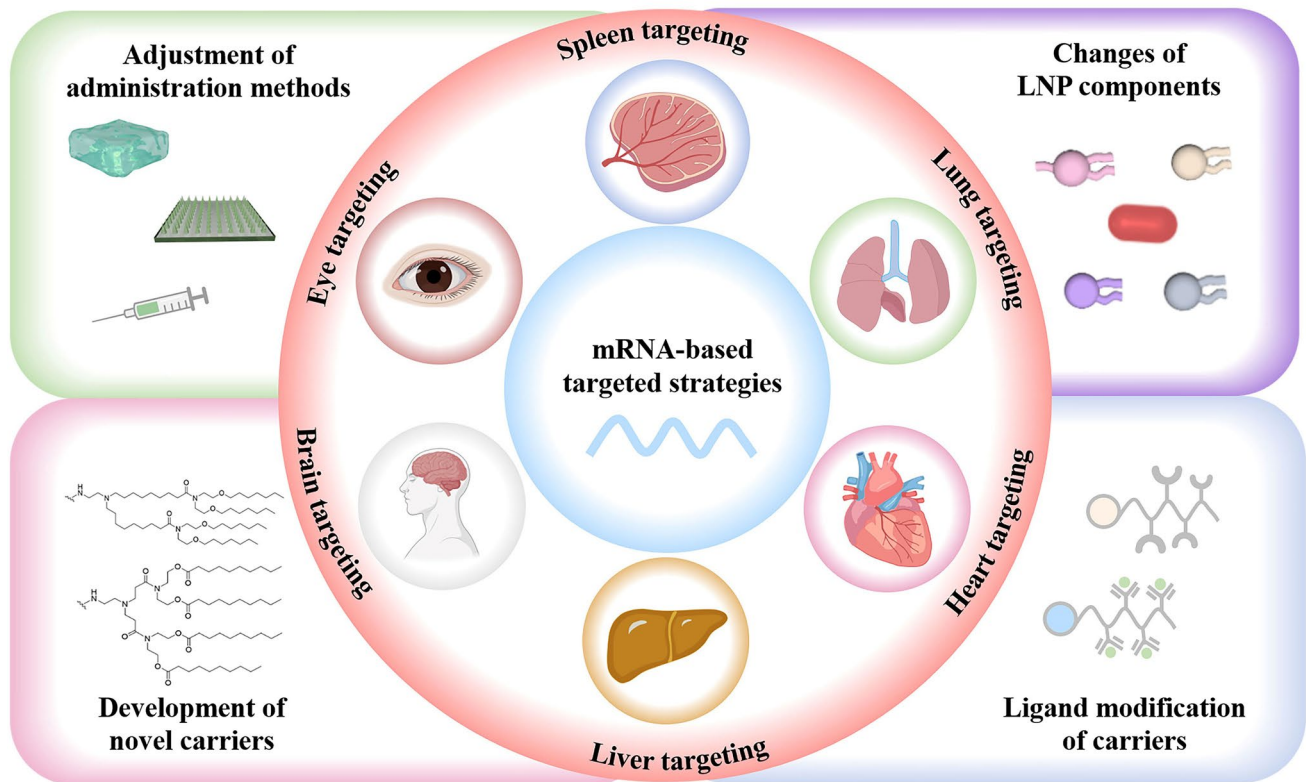 Adjustment of
administration methods
Spleen targeting
Changes of
LNP components
Eye targeting
Lung targeting
mRNA-based
targeted strategies
Brain targeting
Heart targeting
H
N
N
O
N
O
O
O
N
O
O
H
N
N
O
N
O
O
O
O
O
N
O
O
O
O
Development of
novel carriers
Liver targeting
Ligand modification
of carriers